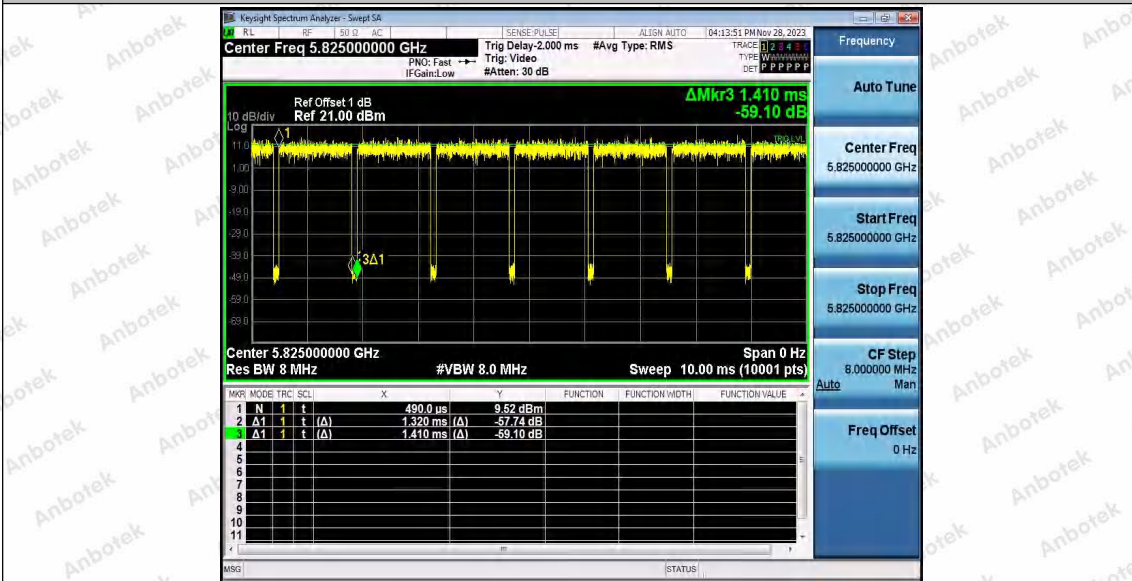 Keysight Spectrum Analyzer - Swept SA
RL RF 50 Ω AC SENSE:PULSE ALIGN AUTO 04:13:51 PM Nov 28, 2023
Center Freq 5.825000000 GHz
PNO: Fast
IFGain:Low
Trig Delay-2.000 ms
Trig: Video
#Atten: 30 dB
#Avg Type: RMS
TRACE 1 2 3 4 5 6
TYPE WWWWWW
DET P P P P P P
Frequency
Auto Tune
Center Freq
5.825000000 GHz
Start Freq
5.825000000 GHz
Stop Freq
5.825000000 GHz
CF Step
8.000000 MHz
Auto Man
Freq Offset
0 Hz
ΔMkr3 1.410 ms
-59.10 dB
Ref Offset 1 dB
10 dB/div Ref 21.00 dBm
Log
1
TRIG LVL
11.0
1.00
-9.00
-19.0
-29.0
-39.0
3Δ1
-49.0
-59.0
-69.0
Center 5.825000000 GHz Span 0 Hz
Res BW 8 MHz #VBW 8.0 MHz Sweep 10.00 ms (10001 pts)
MKR MODE TRC SCL X Y FUNCTION FUNCTION WIDTH FUNCTION VALUE
1 N 1 t 490.0 µs 9.52 dBm
2 Δ1 1 t (Δ) 1.320 ms (Δ) -57.74 dB
3 Δ1 1 t (Δ) 1.410 ms (Δ) -59.10 dB
4
5
6
7
8
9
10
11
MSG STATUS
Anbotek